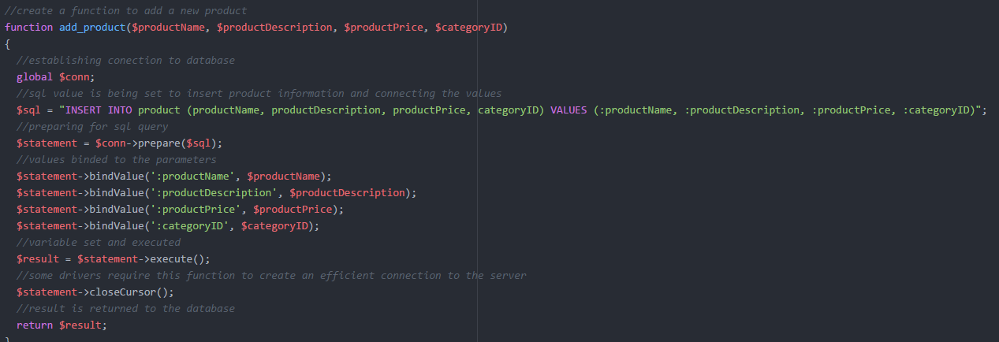 //create a function to add a new product
function add_product($productName, $productDescription, $productPrice, $categoryID)
{
  //establishing conection to database
  global $conn;
  //sql value is being set to insert product information and connecting the values
  $sql = "INSERT INTO product (productName, productDescription, productPrice, categoryID) VALUES (:productName, :productDescription, :productPrice, :categoryID)";
  //preparing for sql query
  $statement = $conn->prepare($sql);
  //values binded to the parameters
  $statement->bindValue(':productName', $productName);
  $statement->bindValue(':productDescription', $productDescription);
  $statement->bindValue(':productPrice', $productPrice);
  $statement->bindValue(':categoryID', $categoryID);
  //variable set and executed
  $result = $statement->execute();
  //some drivers require this function to create an efficient connection to the server
  $statement->closeCursor();
  //result is returned to the database
  return $result;
}